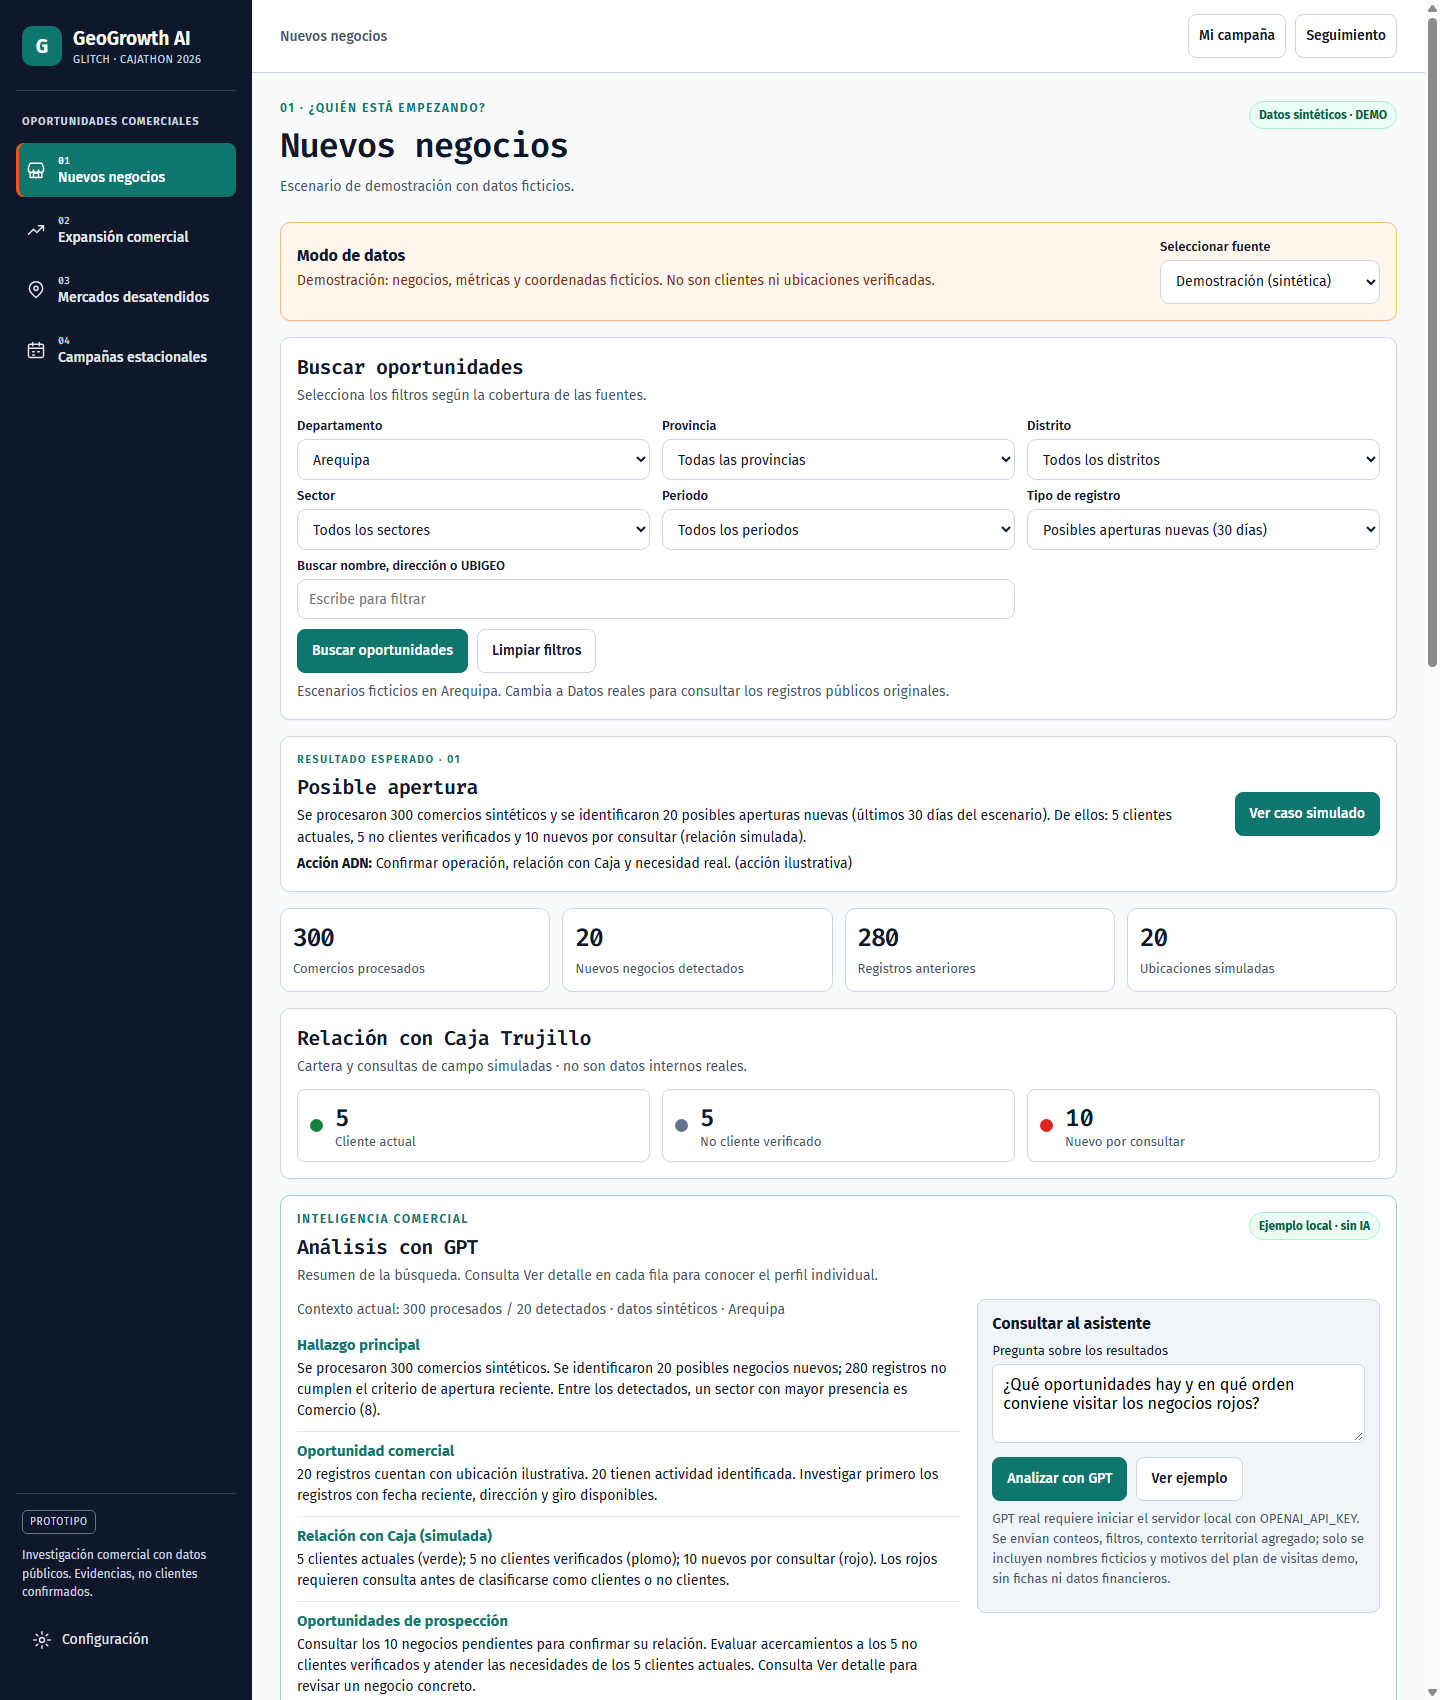 G
GeoGrowth AI
GLITCH · CAJATHON 2026
OPORTUNIDADES COMERCIALES
01
Nuevos negocios
02
Expansión comercial
03
Mercados desatendidos
04
Campañas estacionales
PROTOTIPO
Investigación comercial con datos
públicos. Evidencias, no clientes
confirmados.
Configuración
Nuevos negocios
Mi campaña
Seguimiento
01 · ¿QUIÉN ESTÁ EMPEZANDO?
Datos sintéticos · DEMO
Nuevos negocios
Escenario de demostración con datos ficticios.
Modo de datos
Demostración: negocios, métricas y coordenadas ficticios. No son clientes ni ubicaciones verificadas.
Seleccionar fuente
Demostración (sintética)
Buscar oportunidades
Selecciona los filtros según la cobertura de las fuentes.
Departamento
Provincia
Distrito
Arequipa
Todas las provincias
Todos los distritos
Sector
Periodo
Tipo de registro
Todos los sectores
Todos los periodos
Posibles aperturas nuevas (30 días)
Buscar nombre, dirección o UBIGEO
Escribe para filtrar
Buscar oportunidades
Limpiar filtros
Escenarios ficticios en Arequipa. Cambia a Datos reales para consultar los registros públicos originales.
RESULTADO ESPERADO · 01
Posible apertura
Se procesaron 300 comercios sintéticos y se identificaron 20 posibles aperturas nuevas (últimos 30 días del escenario). De ellos: 5 clientes
actuales, 5 no clientes verificados y 10 nuevos por consultar (relación simulada).
Acción ADN: Confirmar operación, relación con Caja y necesidad real. (acción ilustrativa)
Ver caso simulado
300
Comercios procesados
20
Nuevos negocios detectados
280
Registros anteriores
20
Ubicaciones simuladas
Relación con Caja Trujillo
Cartera y consultas de campo simuladas · no son datos internos reales.
5
Cliente actual
5
No cliente verificado
10
Nuevo por consultar
INTELIGENCIA COMERCIAL
Ejemplo local · sin IA
Análisis con GPT
Resumen de la búsqueda. Consulta Ver detalle en cada fila para conocer el perfil individual.
Contexto actual: 300 procesados / 20 detectados · datos sintéticos · Arequipa
Hallazgo principal
Se procesaron 300 comercios sintéticos. Se identificaron 20 posibles negocios nuevos; 280 registros no
cumplen el criterio de apertura reciente. Entre los detectados, un sector con mayor presencia es
Comercio (8).
Oportunidad comercial
20 registros cuentan con ubicación ilustrativa. 20 tienen actividad identificada. Investigar primero los
registros con fecha reciente, dirección y giro disponibles.
Relación con Caja (simulada)
5 clientes actuales (verde); 5 no clientes verificados (plomo); 10 nuevos por consultar (rojo). Los rojos
requieren consulta antes de clasificarse como clientes o no clientes.
Oportunidades de prospección
Consultar los 10 negocios pendientes para confirmar su relación. Evaluar acercamientos a los 5 no
clientes verificados y atender las necesidades de los 5 clientes actuales. Consulta Ver detalle para
revisar un negocio concreto.
Consultar al asistente
Pregunta sobre los resultados
¿Qué oportunidades hay y en qué orden
conviene visitar los negocios rojos?
Analizar con GPT
Ver ejemplo
GPT real requiere iniciar el servidor local con OPENAI_API_KEY.
Se envían conteos, filtros, contexto territorial agregado; solo se
incluyen nombres ficticios y motivos del plan de visitas demo,
sin fichas ni datos financieros.